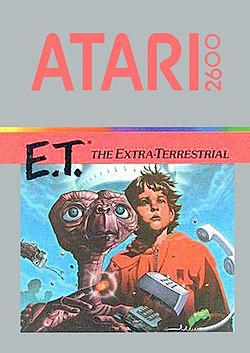 ATARI
2600
E.T.
THE EXTRA-TERRESTRIAL